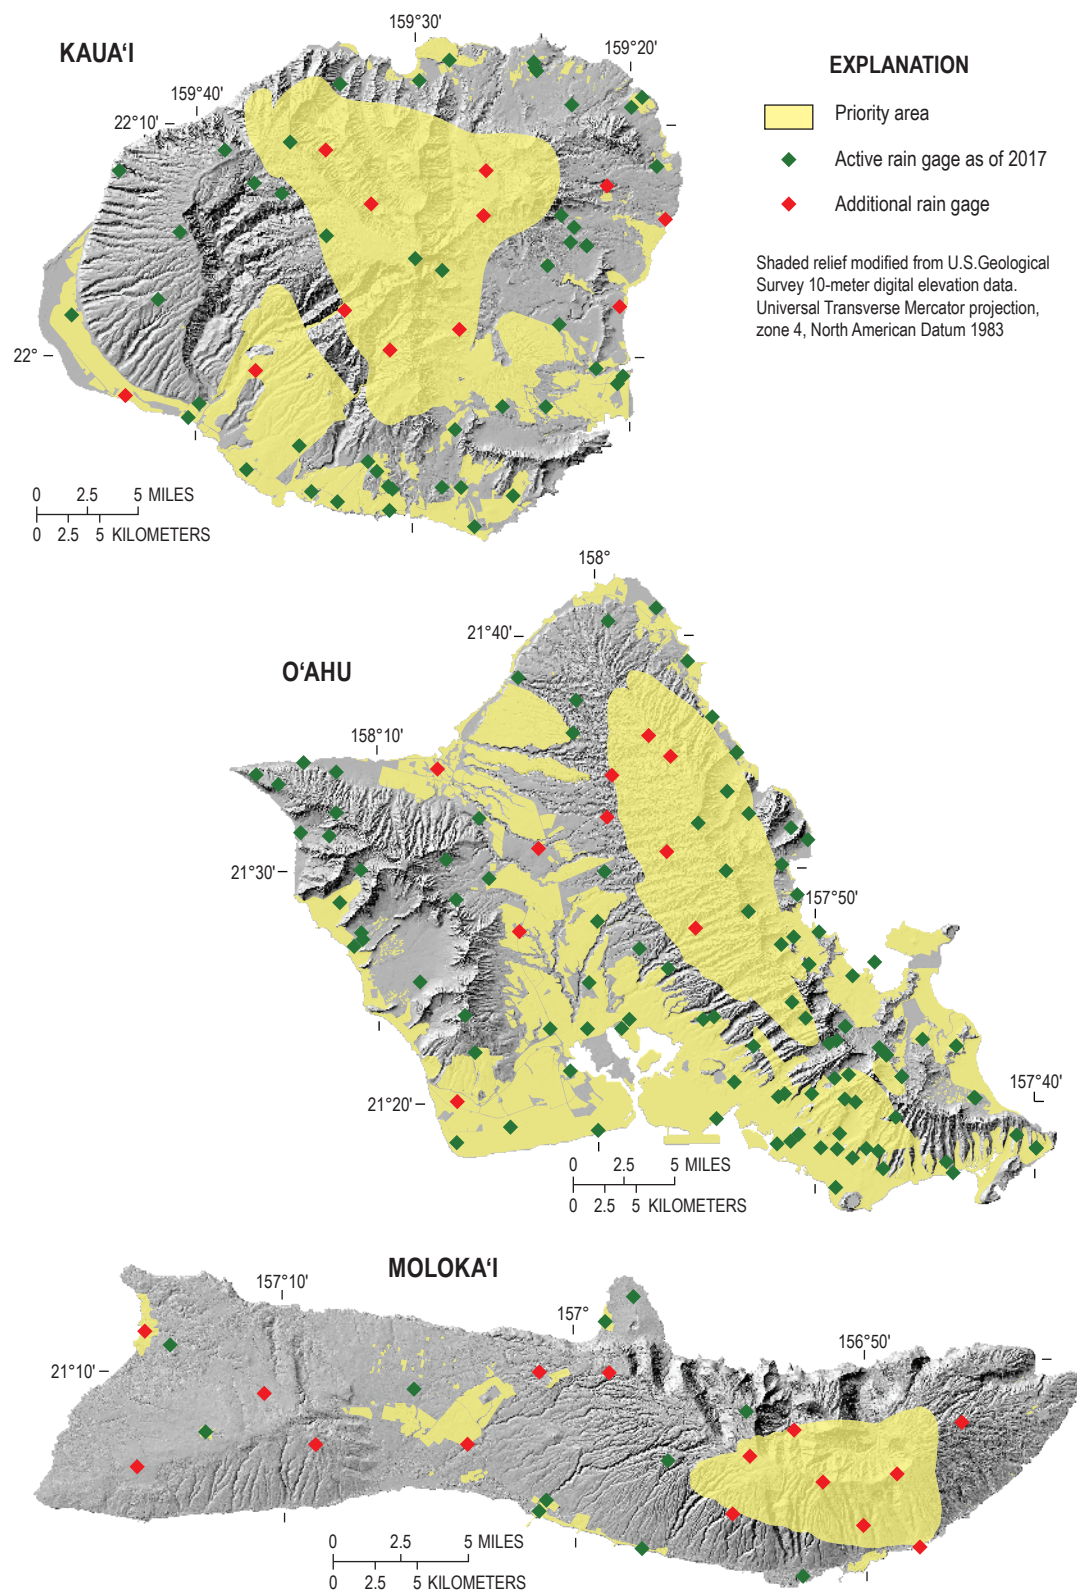 KAUA‘I
159°30'
159°20'
159°40'
22°10'
22°
EXPLANATION
Priority area
Active rain gage as of 2017
Additional rain gage
Shaded relief modified from U.S.Geological
Survey 10-meter digital elevation data.
Universal Transverse Mercator projection,
zone 4, North American Datum 1983
0 2.5 5 MILES
0 2.5 5 KILOMETERS
O‘AHU
158°
21°40'
158°10'
21°30'
157°50'
21°20'
157°40'
0 2.5 5 MILES
0 2.5 5 KILOMETERS
MOLOKA‘I
157°10'
157°
156°50'
21°10'
0 2.5 5 MILES
0 2.5 5 KILOMETERS